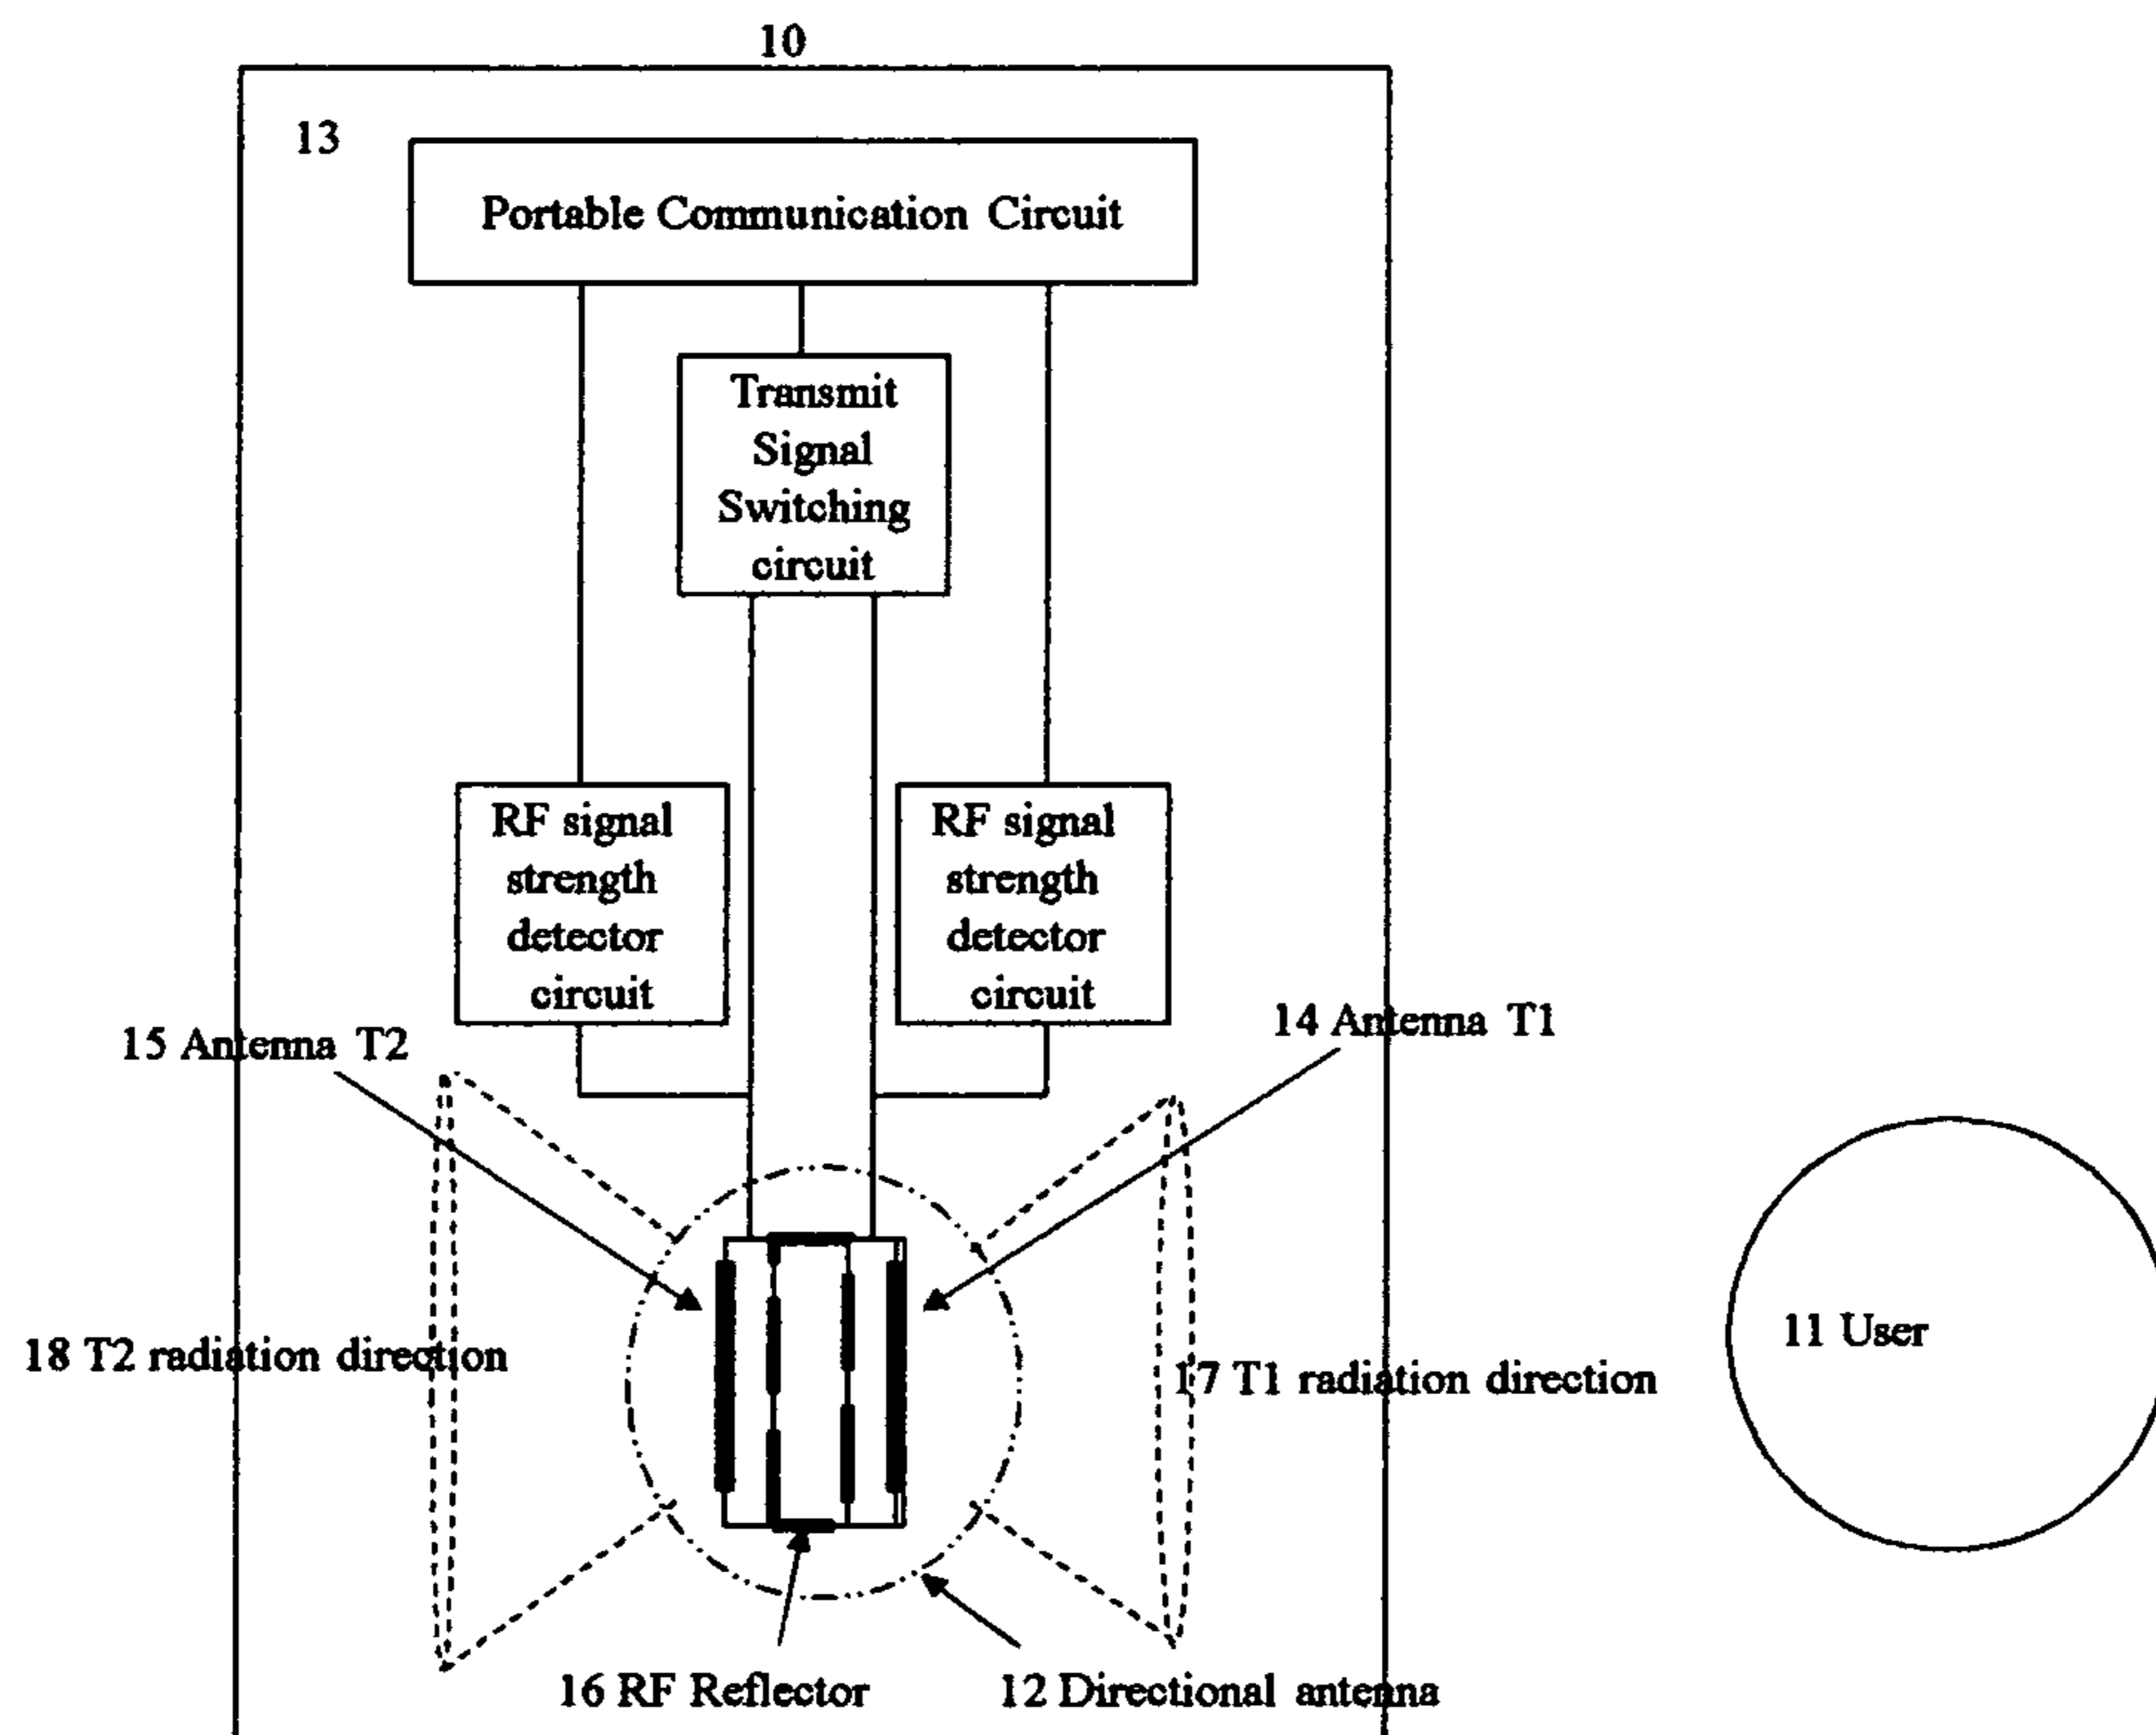 10
13
Portable Communication Circuit
Transmit
Signal
Switching
circuit
RF signal
strength
detector
circuit
RF signal
strength
detector
circuit
15 Antenna T2
14 Antenna T1
18 T2 radiation direction
17 T1 radiation direction
11 User
16 RF Reflector
12 Directional antenna